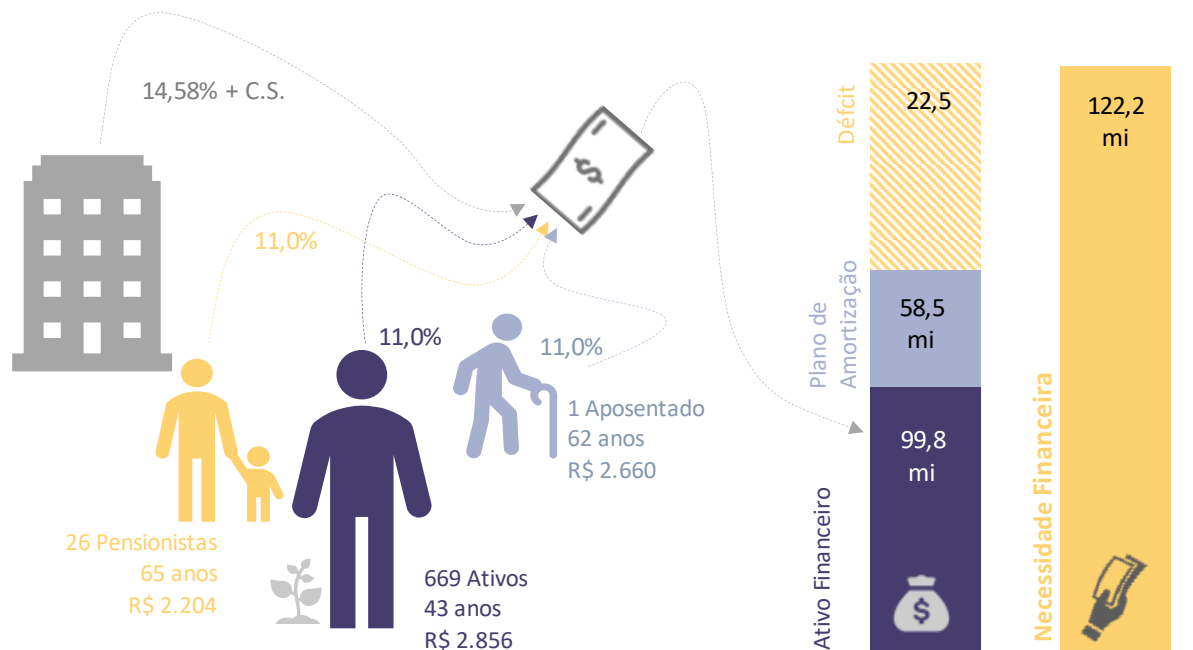 14,58% + C.S.
11,0%
11,0%
11,0%
$
26 Pensionistas
65 anos
R$ 2.204
669 Ativos
43 anos
R$ 2.856
1 Aposentado
62 anos
R$ 2.660
Défcit
22,5
Plano de
Amortização
58,5
mi
Ativo Financeiro
99,8
mi
$
Necessidade Financeira
122,2
mi